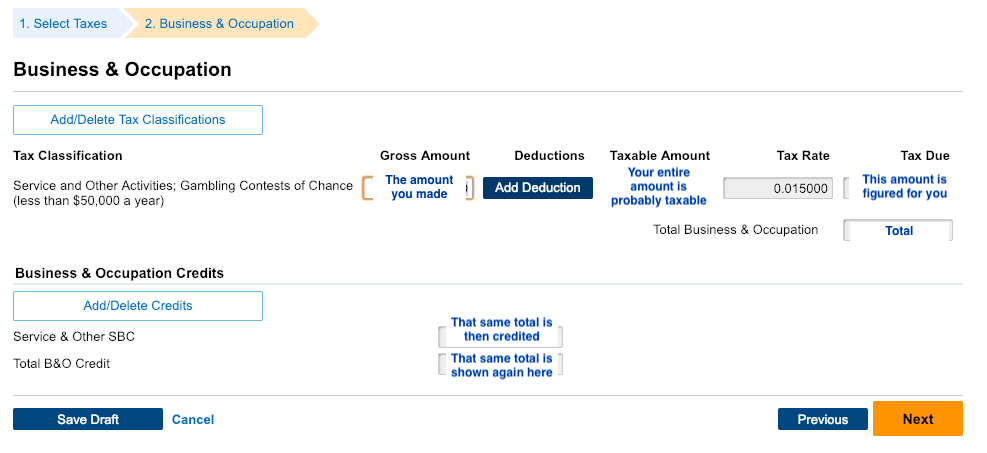 1. Select Taxes
2. Business & Occupation
Business & Occupation
Add/Delete Tax Classifications
Tax Classification Gross Amount Deductions Taxable Amount Tax Rate Tax Due
Service and Other Activities; Gambling Contests of Chance
(less than $50,000 a year)
The amount
you made
Add Deduction
Your entire
amount is
probably taxable
0.015000
This amount is
figured for you
Total Business & Occupation Total
Business & Occupation Credits
Add/Delete Credits
Service & Other SBC
That same total is
then credited
Total B&O Credit
That same total is
shown again here
Save Draft Cancel Previous Next